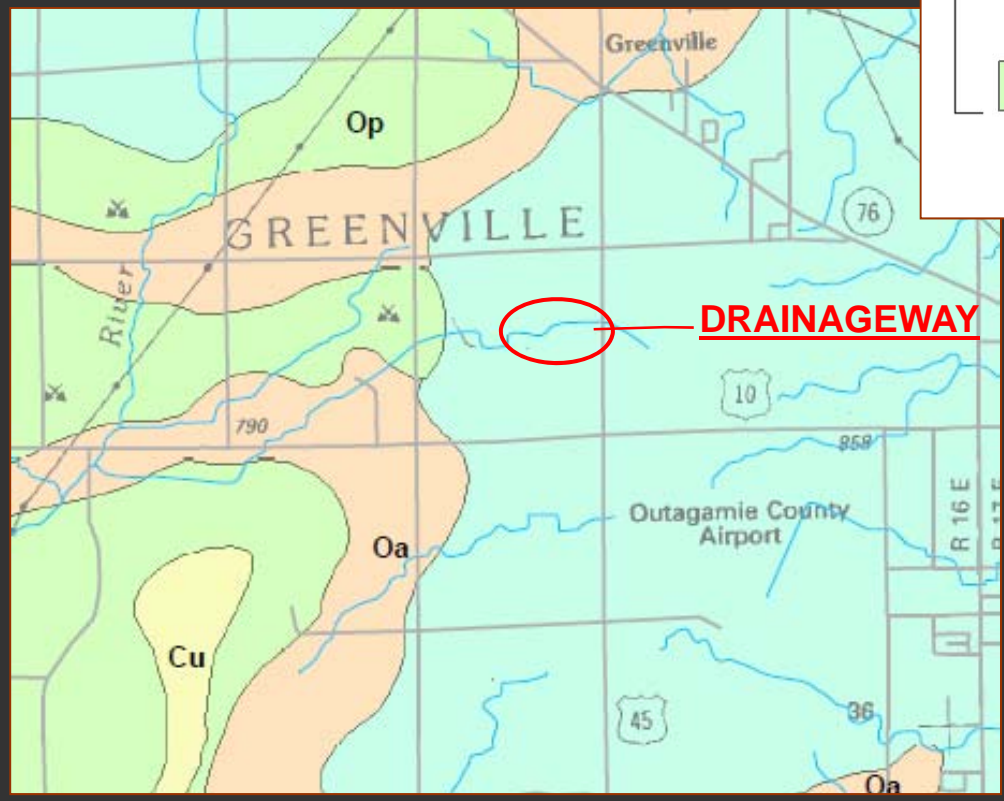 Greenville
Op
GREENVILLE
76
River
DRAINAGEWAY
10
790
858
Outagamie County
Airport
R 16 E
Oa
Cu
45
36
Oa